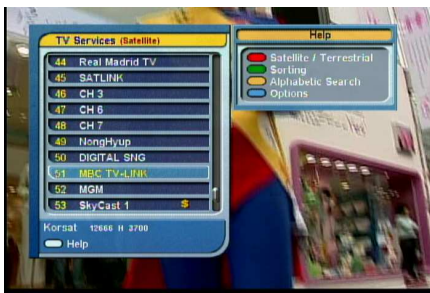 TV Services (Satellite)
44 Real Madrid TV
45 SATLINK
46 CH 3
47 CH 6
48 CH 7
49 NongHyup
50 DIGITAL SNG
51 MBC TV-LINK
52 MGM
53 SkyCast 1 $
Korsat 12666 H 3700
Help
Help
Satellite / Terrestrial
Sorting
Alphabetic Search
Options